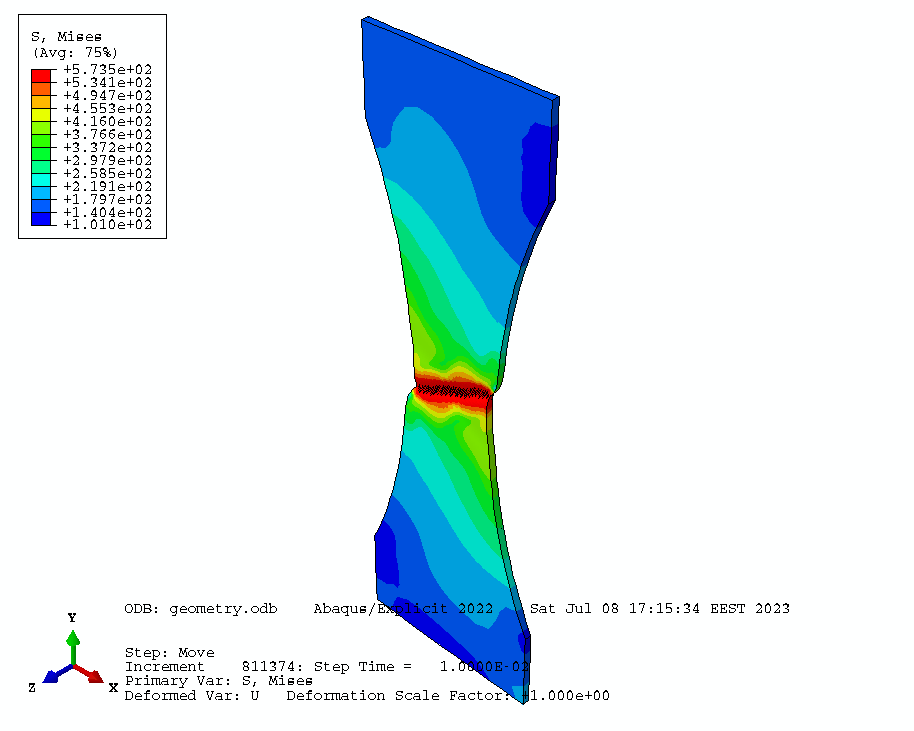 S, Mises
(Avg: 75%)
+5.735e+02
+5.341e+02
+4.947e+02
+4.553e+02
+4.160e+02
+3.766e+02
+3.372e+02
+2.979e+02
+2.585e+02
+2.191e+02
+1.797e+02
+1.404e+02
+1.010e+02
ODB: geometry.odb Abaqus/Explicit 2022 Sat Jul 08 17:15:34 EEST 2023
Y
Z
X
Step: Move
Increment 811374: Step Time = 1.0600E-02
Primary Var: S, Mises
Deformed Var: U Deformation Scale Factor: +1.000e+00